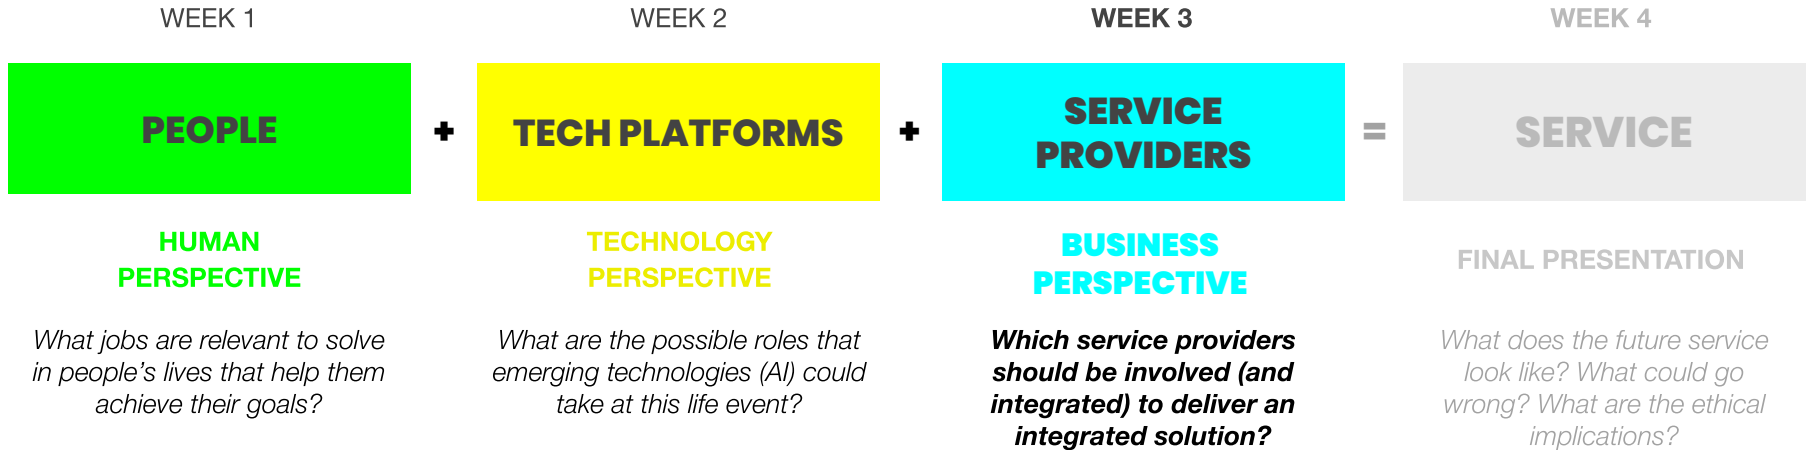 WEEK 1
PEOPLE
HUMAN
PERSPECTIVE
What jobs are relevant to solve
in people’s lives that help them
achieve their goals?
+
WEEK 2
TECH PLATFORMS
TECHNOLOGY
PERSPECTIVE
What are the possible roles that
emerging technologies (AI) could
take at this life event?
+
WEEK 3
SERVICE
PROVIDERS
BUSINESS
PERSPECTIVE
Which service providers
should be involved (and
integrated) to deliver an
integrated solution?
=
WEEK 4
SERVICE
FINAL PRESENTATION
What does the future service
look like? What could go
wrong? What are the ethical
implications?